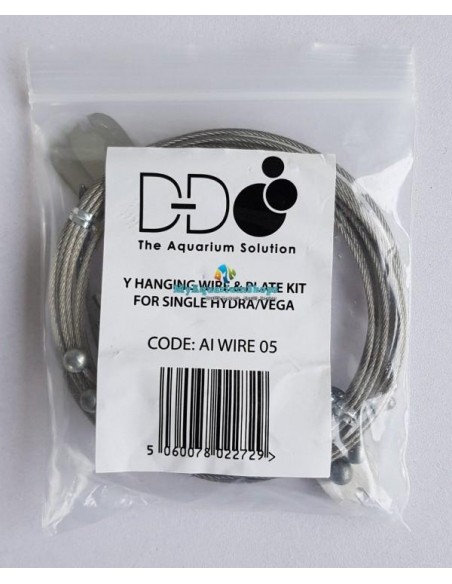 D-D
The Aquarium Solution
Y HANGING WIRE & PLATE KIT
FOR SINGLE HYDRA/VEGA
CODE: AI WIRE 05
5 060078 022729 >